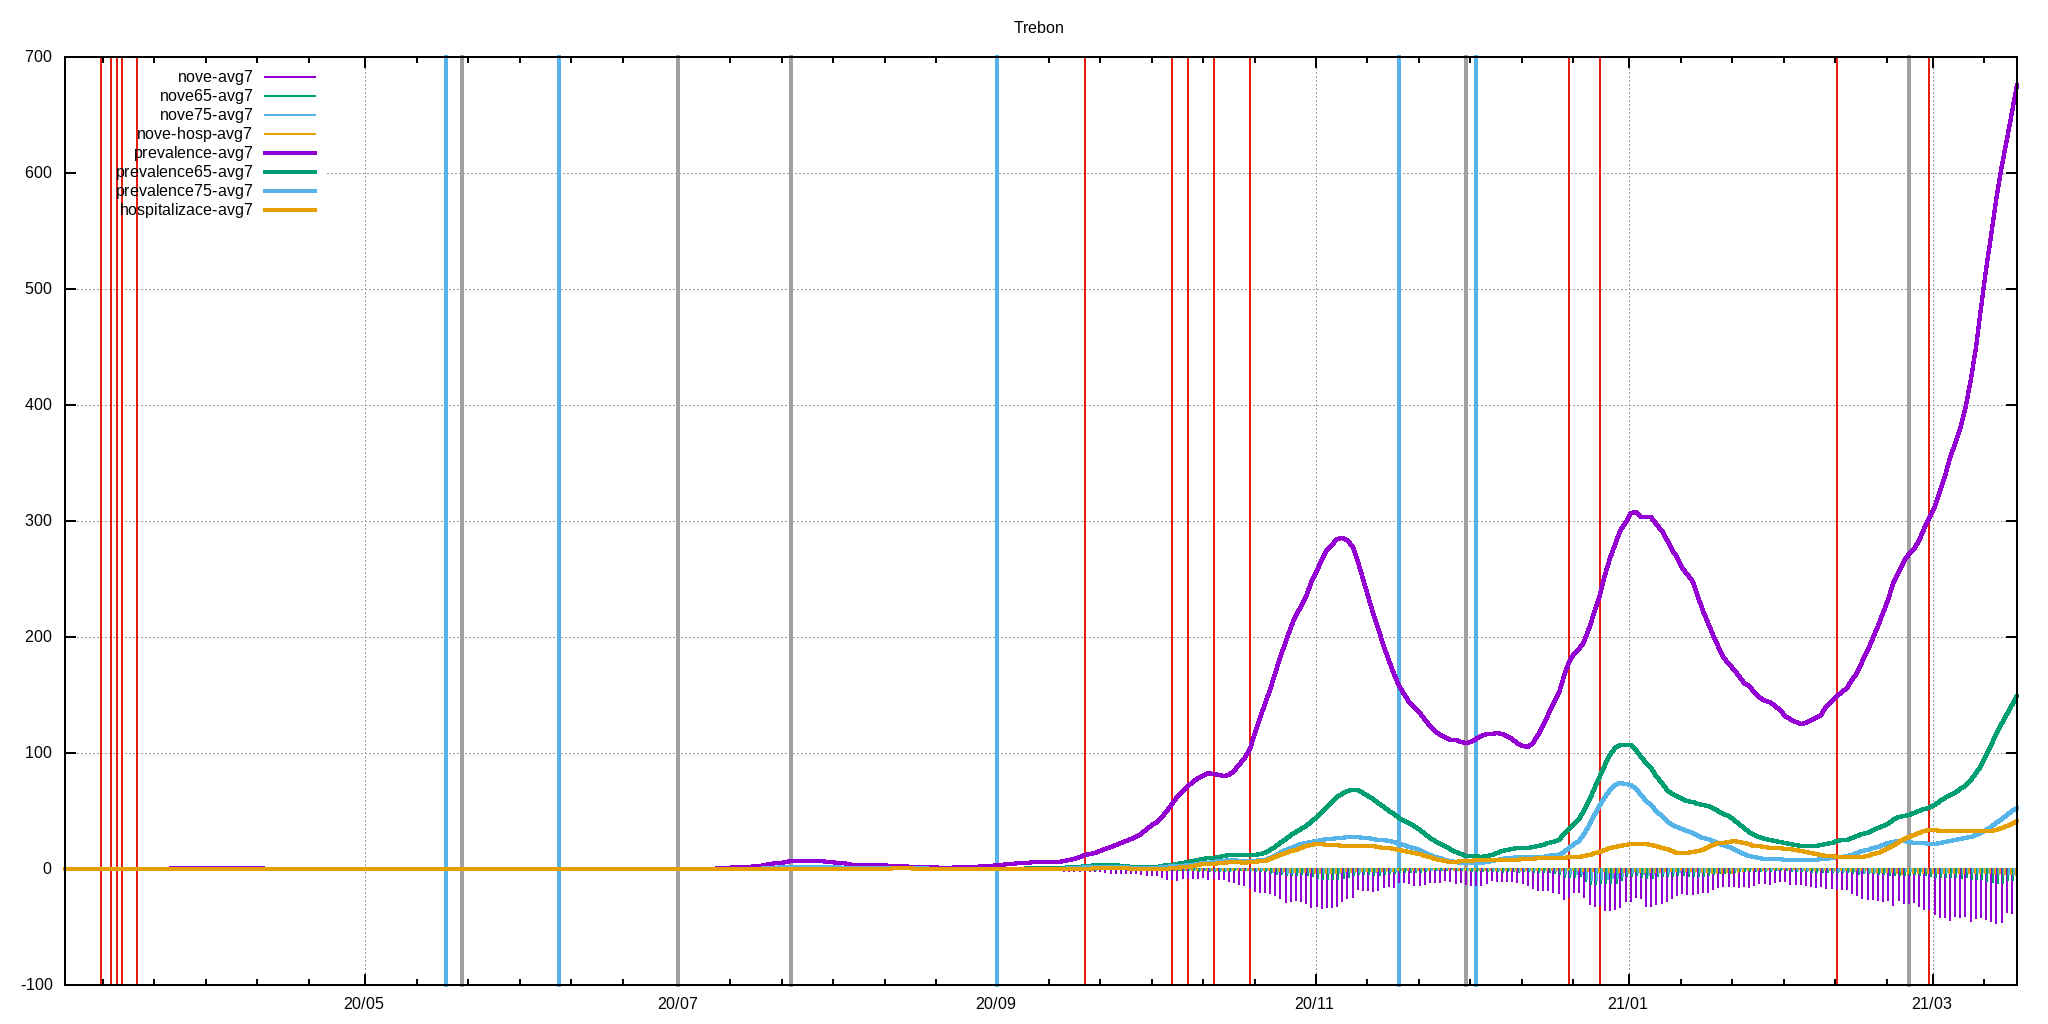 Trebon
700
600
500
400
300
200
100
0
-100
nove-avg7
nove65-avg7
nove75-avg7
nove-hosp-avg7
prevalence-avg7
prevalence65-avg7
prevalence75-avg7
hospitalizace-avg7
20/05 20/07 20/09 20/11 21/01 21/03